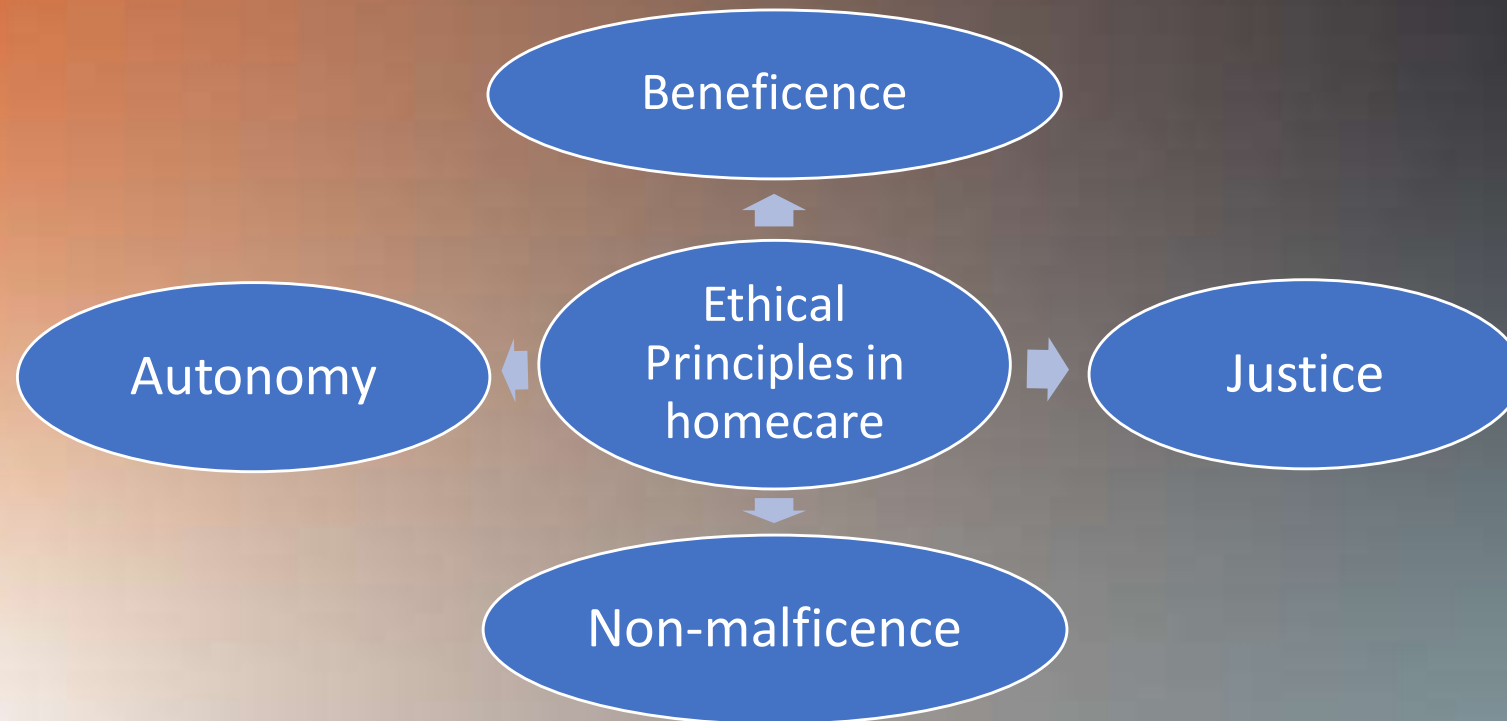 Beneficence
Ethical
Principles in
homecare
Autonomy
Justice
Non-malficence